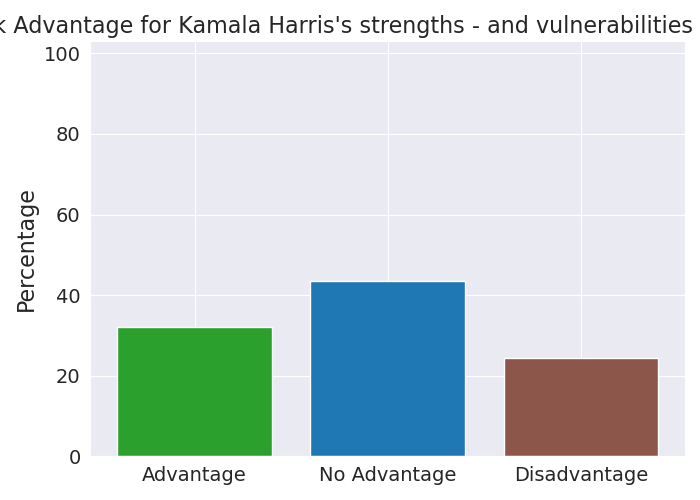 Advantage for Kamala Harris's strengths - and vulnerabilities
Percentage
100
80
60
40
20
0
Advantage
No Advantage
Disadvantage